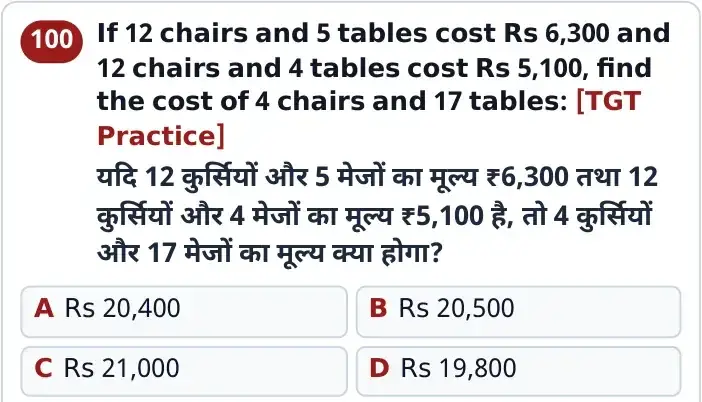 100 If 12 chairs and 5 tables cost Rs 6,300 and
12 chairs and 4 tables cost Rs 5,100, find
the cost of 4 chairs and 17 tables: [TGT
Practice]
यदि 12 कुर्सियों और 5 मेजों का मूल्य ₹6,300 तथा 12
कुर्सियों और 4 मेजों का मूल्य ₹5,100 है, तो 4 कुर्सियों
और 17 मेजों का मूल्य क्या होगा?
A Rs 20,400
B Rs 20,500
C Rs 21,000
D Rs 19,800